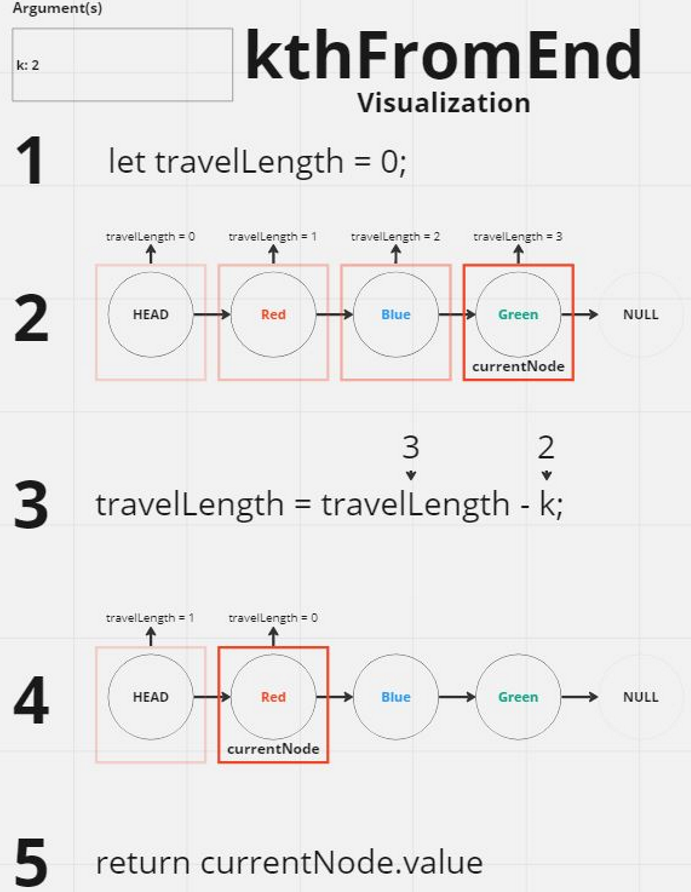 Argument(s)
k: 2
kthFromEnd
Visualization
1
let travelLength = 0;
travelLength = 0
travelLength = 1
travelLength = 2
travelLength = 3
2
HEAD
Red
Blue
Green
NULL
currentNode
3
2
3
travelLength = travelLength - k;
travelLength = 1
travelLength = 0
4
HEAD
Red
Blue
Green
NULL
currentNode
5
return currentNode.value